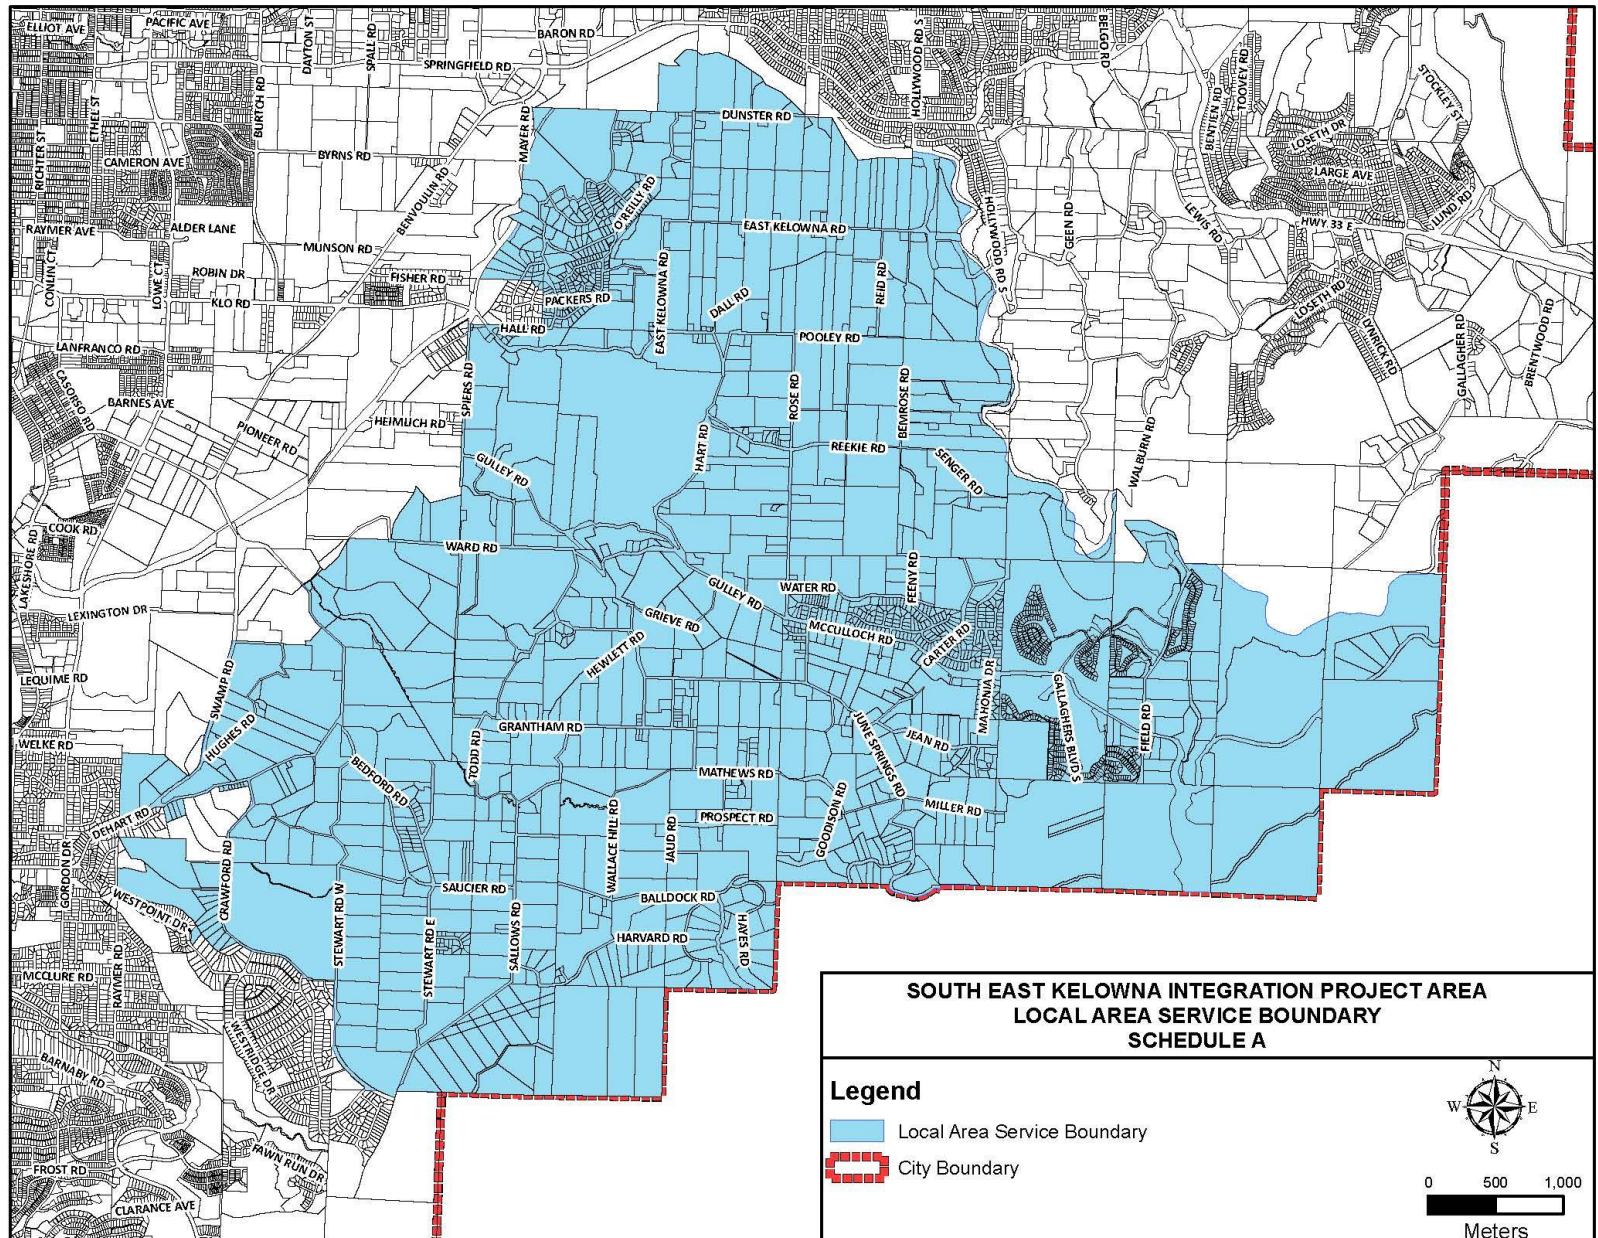 ELLIOT AVE
PACIFIC AVE
DAYTON ST
SPALL RD
BARON RD
SPRINGFIELD RD
HOLLYWOOD RD S
BELGO RD
BENTIEN RD
TOOVEY RD
STOCKLEY ST
RICHTER ST
ETHEL ST
BURTCH RD
MAYER RD
DUNSTER RD
LOSETH DR
CAMERON AVE
BYRNS RD
BENVOULIN RD
O'REILLY RD
LARGE AVE
LUND RD
RAYMER AVE
ALDER LANE
MUNSON RD
EAST KELOWNA RD
HOLLYWOOD RD S
GEEN RD
LEWIS RD
HWY 33 E
CONLIN CT
LOWE CT
ROBIN DR
FISHER RD
KLO RD
PACKERS RD
EAST KELOWNA RD
DALL RD
REID RD
LOSETH RD
LYNRICK RD
GALLAGHER RD
BRENTWOOD RD
HALL RD
POOLEY RD
LANFRANCO RD
CASORSO RD
SPIERS RD
ROSE RD
BEMROSE RD
BARNES AVE
PIONEER RD
HEIMLICH RD
HART RD
REEKIE RD
SENGER RD
WALBURN RD
GULLEY RD
COOK RD
LAKESHORE RD
WARD RD
GULLEY RD
WATER RD
FEENY RD
LEXINGTON DR
GRIEVE RD
MCCULLOCH RD
CARTER RD
HEWLETT RD
LEQUIME RD
SWAMP RD
MAHONIA DR
GALLAGHERS BLVD S
FIELD RD
WELKE RD
HUGHES RD
GRANTHAM RD
TODD RD
JUNE SPRINGS RD
JEAN RD
BEDFORD RD
MATHEWS RD
DEHART RD
WALLACE HILL RD
JAUD RD
PROSPECT RD
GOODISON RD
MILLER RD
GORDON DR
CRAWFORD RD
WESTPOINT DR
STEWART RD W
SAUCIER RD
BALLDOCK RD
STEWART RD E
SALLOWS RD
HARVARD RD
HAYES RD
MCCLURE RD
RAYMER RD
WESTRIDGE DR
BARNABY RD
FROST RD
FAWN RUN DR
CLARANCE AVE
SOUTH EAST KELOWNA INTEGRATION PROJECT AREA
LOCAL AREA SERVICE BOUNDARY
SCHEDULE A
Legend
Local Area Service Boundary
City Boundary
N
W E
S
0 500 1,000
Meters